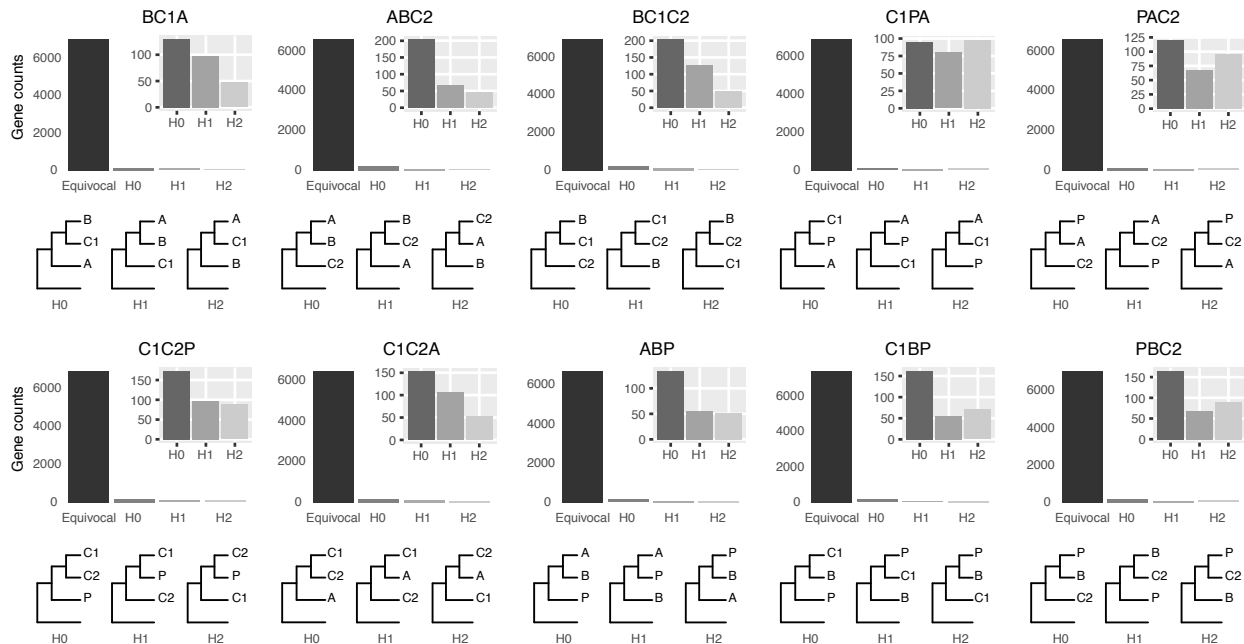 BC1A ABC2 BC1C2 C1PA PAC2
Gene counts
6000
4000
2000
0
100
50
0
H0 H1 H2
Equivocal H0 H1 H2
6000
4000
2000
0
200
150
100
50
0
H0 H1 H2
Equivocal H0 H1 H2
6000
4000
2000
0
200
150
100
50
0
H0 H1 H2
Equivocal H0 H1 H2
6000
4000
2000
0
100
75
50
25
0
H0 H1 H2
Equivocal H0 H1 H2
6000
4000
2000
0
125
100
75
50
25
0
H0 H1 H2
Equivocal H0 H1 H2
B A A A B C2 B C1 B C1 A A P A P
C1 B C1 B C2 A C1 C2 C2 P P C1 A C2 C2
A C1 B C2 A B C2 B C1 A C1 P C2 P A
H0 H1 H2 H0 H1 H2 H0 H1 H2 H0 H1 H2 H0 H1 H2
C1C2P C1C2A ABP C1BP PBC2
Gene counts
6000
4000
2000
0
150
100
50
0
H0 H1 H2
Equivocal H0 H1 H2
6000
4000
2000
0
150
100
50
0
H0 H1 H2
Equivocal H0 H1 H2
6000
4000
2000
0
100
50
0
H0 H1 H2
Equivocal H0 H1 H2
6000
4000
2000
0
150
100
50
0
H0 H1 H2
Equivocal H0 H1 H2
6000
4000
2000
0
150
100
50
0
H0 H1 H2
Equivocal H0 H1 H2
C1 C1 C2 C1 C1 C2 A A P C1 P P P B P
C2 P P C2 A A B P B B C1 B B C2 C2
P C2 C1 A C2 C1 P B A P B C1 C2 P B
H0 H1 H2 H0 H1 H2 H0 H1 H2 H0 H1 H2 H0 H1 H2